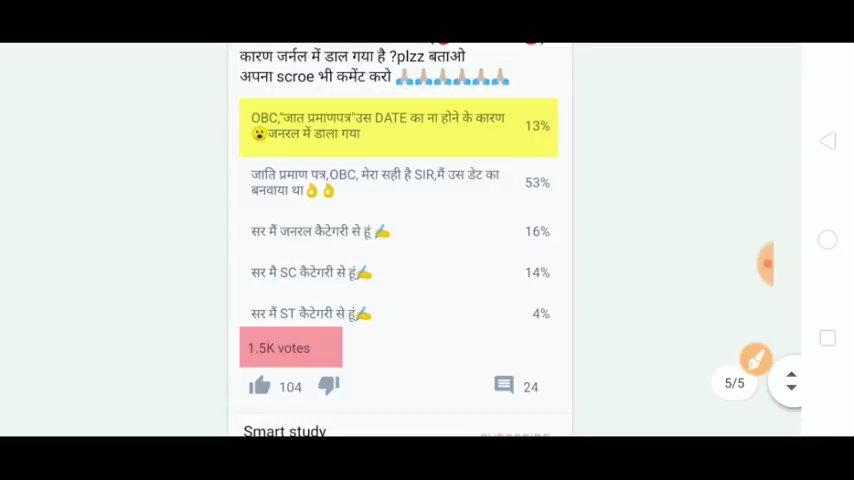 कारण जर्नल में डाल गया है ?plzz बताओ
अपना scroe भी कमेंट करो 🙏🏼🙏🏼🙏🏼🙏🏼🙏🏼🙏🏼
OBC,"जात प्रमाणपत्र"उस DATE का ना होने के कारण
😮जनरल में डाला गया
13%
जाति प्रमाण पत्र,OBC, मेरा सही है SIR,मैं उस डेट का
बनवाया था👌👌
53%
सर मैं जनरल कैटेगरी से हूं ✍️
16%
सर मै SC कैटेगरी से हूं✍️
14%
सर मैं ST कैटेगरी से हूं✍️
4%
1.5K votes
104
24
5/5
Smart study